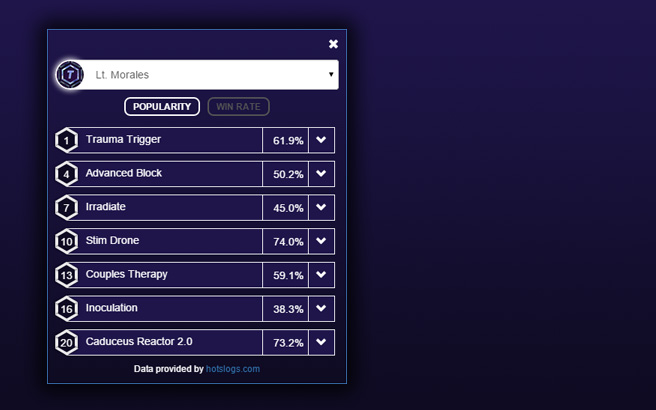 ✖
T Lt. Morales ▼
POPULARITY WIN RATE
1 Trauma Trigger 61.9%
4 Advanced Block 50.2%
7 Irradiate 45.0%
10 Stim Drone 74.0%
13 Couples Therapy 59.1%
16 Inoculation 38.3%
20 Caduceus Reactor 2.0 73.2%
Data provided by hotslogs.com